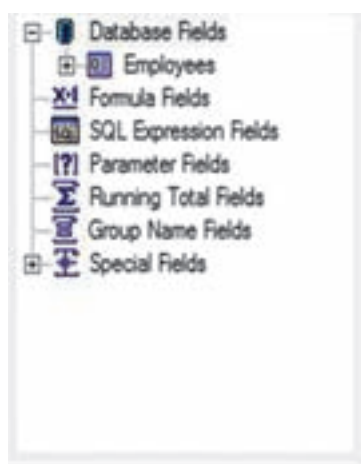 Database Fields
Employees
Formula Fields
SQL Expression Fields
Parameter Fields
Running Total Fields
Group Name Fields
Special Fields